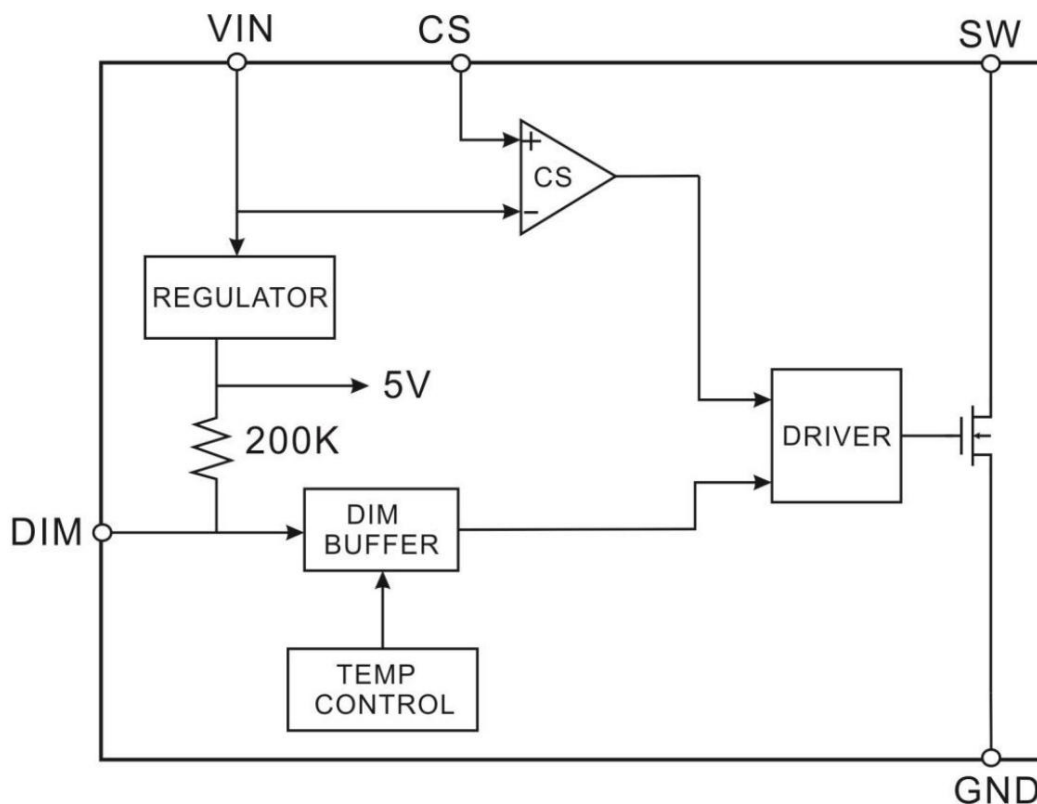 VIN
CS
SW
+
CS
-
REGULATOR
5V
200K
DRIVER
DIM
DIM
BUFFER
TEMP
CONTROL
GND